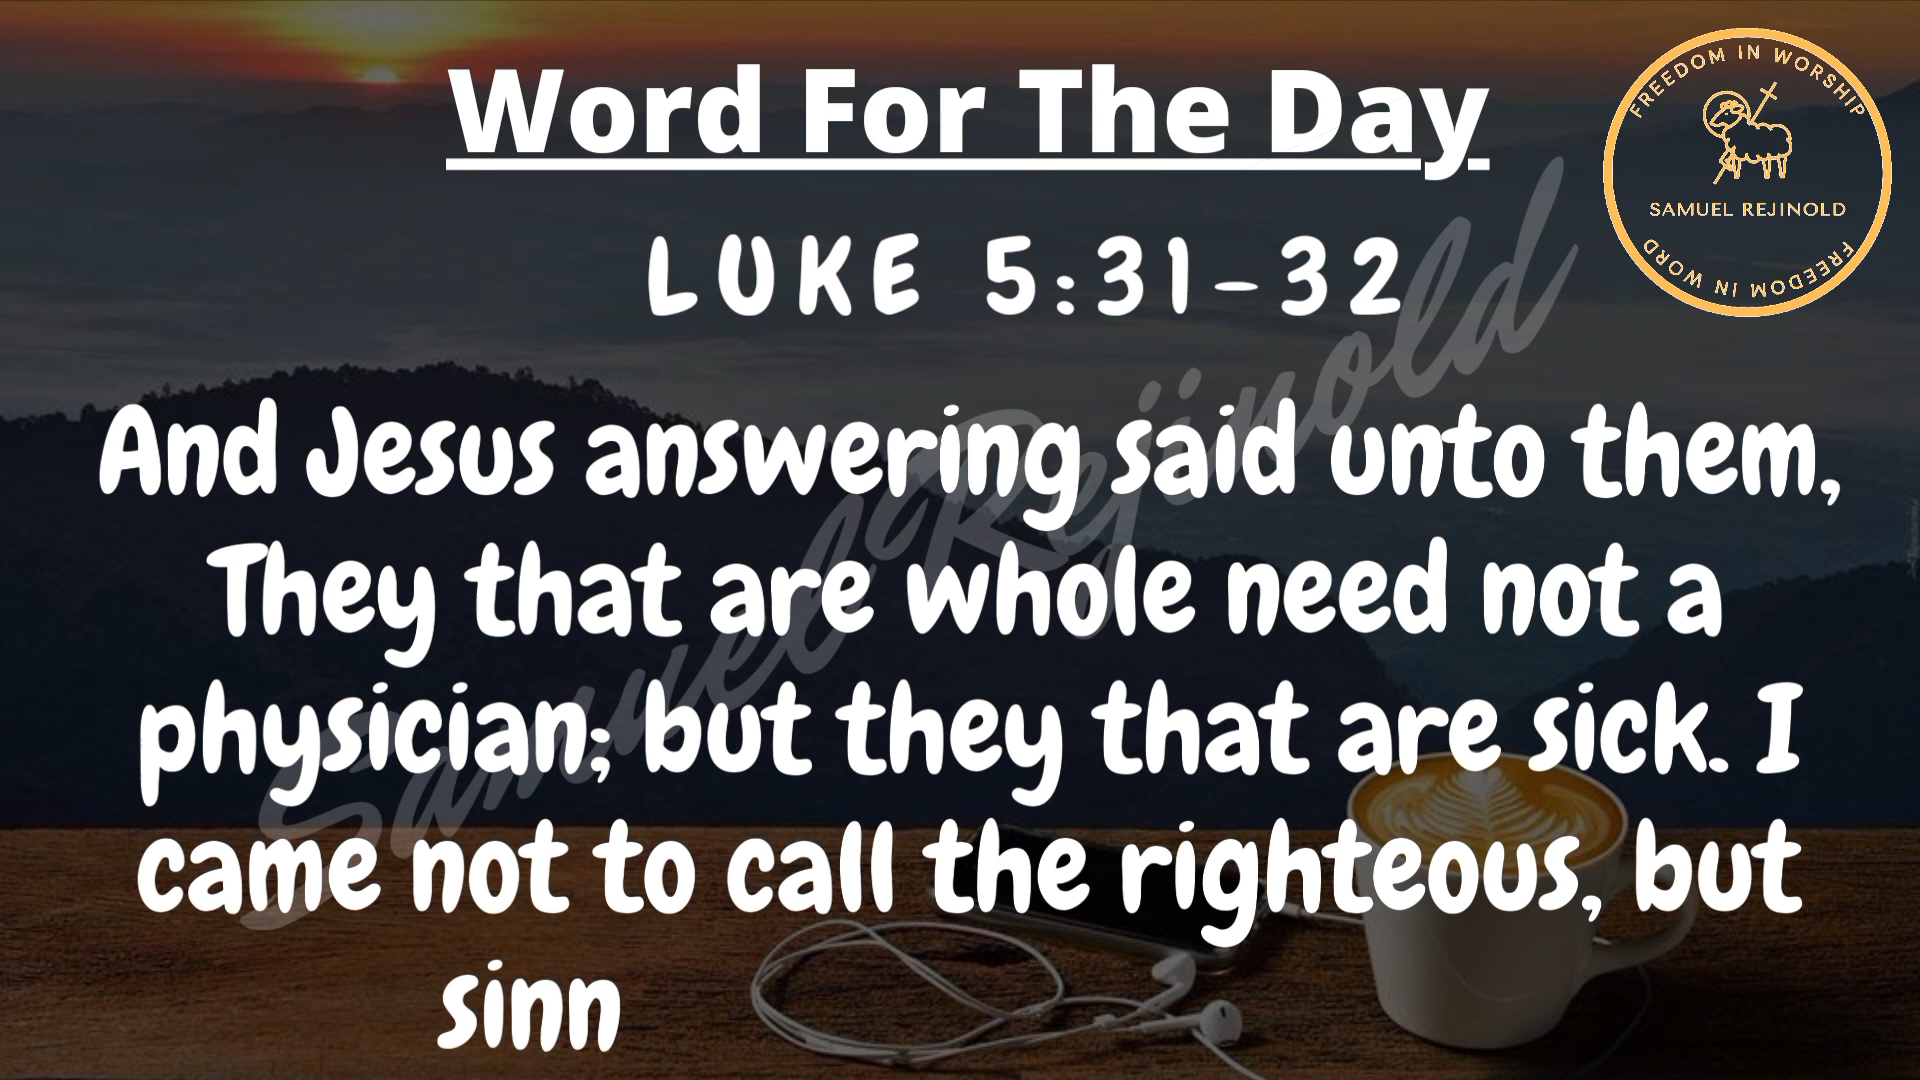 Word For The Day
LUKE 5:31-32
And Jesus answering said unto them,
They that are whole need not a
physician; but they that are sick. I
came not to call the righteous, but
sinn
FREEDOM IN WORSHIP
SAMUEL REJINOLD
FREEDOM IN WORD
Samuel Rejinold